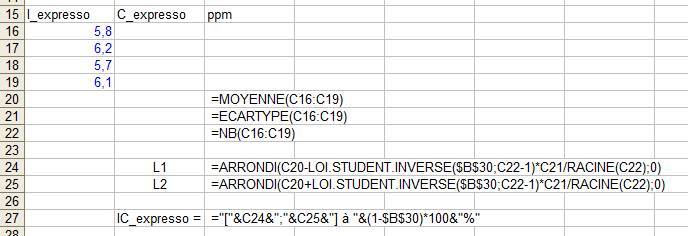 15 I_expresso C_expresso ppm
16 5,8
17 6,2
18 5,7
19 6,1
20 =MOYENNE(C16:C19)
21 =ECARTYPE(C16:C19)
22 =NB(C16:C19)
23
24 L1 =ARRONDI(C20-LOI.STUDENT.INVERSE($B$30;C22-1)*C21/RACINE(C22);0)
25 L2 =ARRONDI(C20+LOI.STUDENT.INVERSE($B$30;C22-1)*C21/RACINE(C22);0)
26
27 IC_expresso = ="["&C24&";"&C25&"] à "&(1-$B$30)*100&"%"